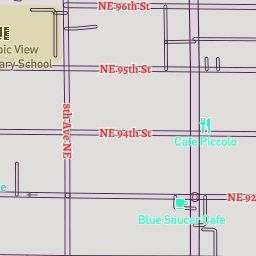 NE 96th St
pic View
ary School
NE 95th St
8th Ave NE
NE 94th St
Cafe Piccolo
NE 92
Blue Saucer Cafe